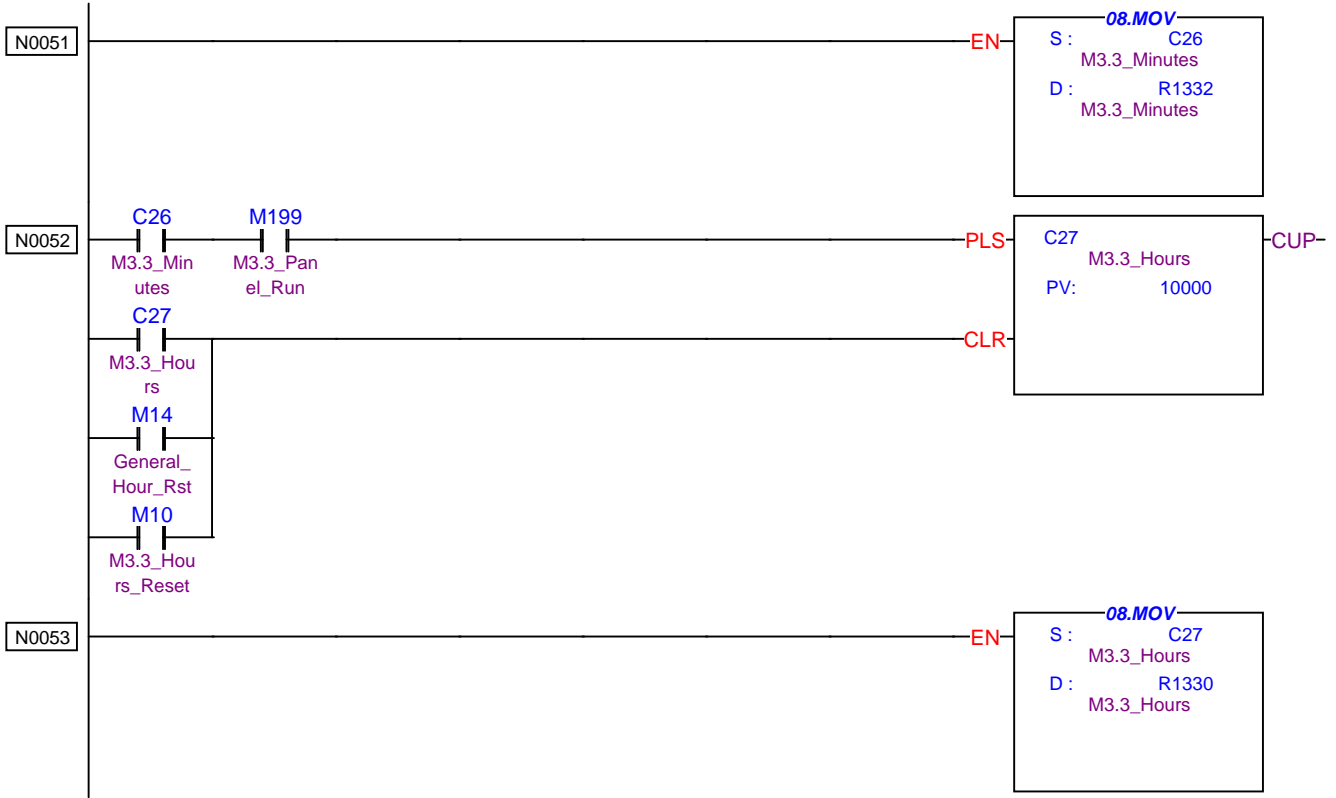 08.MOV
N0051
EN
S : C26
M3.3_Minutes
D : R1332
M3.3_Minutes
C26 M199
N0052
PLS
C27
CUP
M3.3_Min
utes
M3.3_Pan
el_Run
M3.3_Hours
PV: 10000
C27
CLR
M3.3_Hou
rs
M14
General_
Hour_Rst
M10
M3.3_Hou
rs_Reset
08.MOV
N0053
EN
S : C27
M3.3_Hours
D : R1330
M3.3_Hours